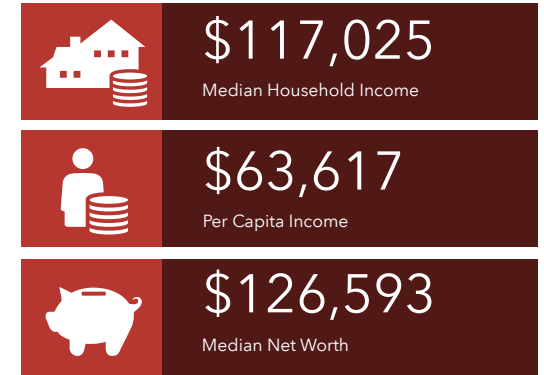 $117,025
Median Household Income
$63,617
Per Capita Income
$126,593
Median Net Worth